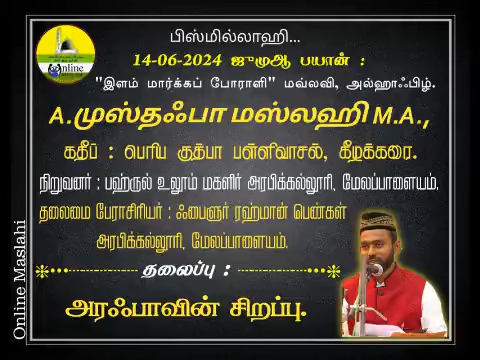 பிஸ்மில்லாஹி...
14-06-2024 ஜுமுஆ பயான் :
"இளம் மார்க்கப் போராளி" மவ்லவி, அல்ஹாஃபிழ்.
A.முஸ்தஃபா மஸ்லஹி M.A.,
கதீப் : பெரிய குத்பா பள்ளிவாசல், கீழக்கரை.
நிறுவனர் : பஹ்ருல் உலூம் மகளிர் அரபிக்கல்லூரி, மேலப்பாளையம்.
தலைமை பேராசிரியர் : ஃபைஸுர் ரஹ்மான் பெண்கள்
அரபிக்கல்லூரி, மேலப்பாளையம்.
தலைப்பு :
அரஃபாவின் சிறப்பு.
Online Maslahi
Online